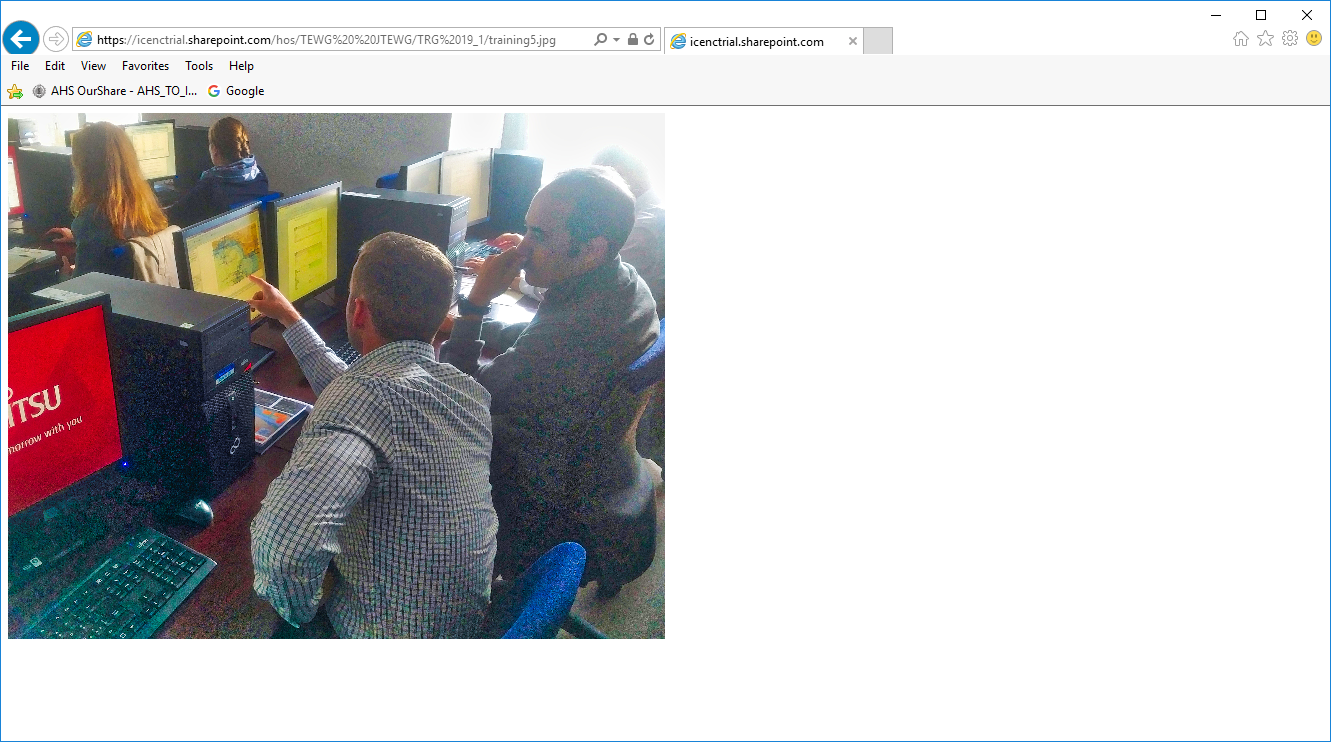 https://icenctrial.sharepoint.com/hos/TEWG%20%20JTEWG/TRG%2019_1/training5.jpg
icenctrial.sharepoint.com
File Edit View Favorites Tools Help
AHS OurShare - AHS_TO_I... Google
ITSU
morrow with you